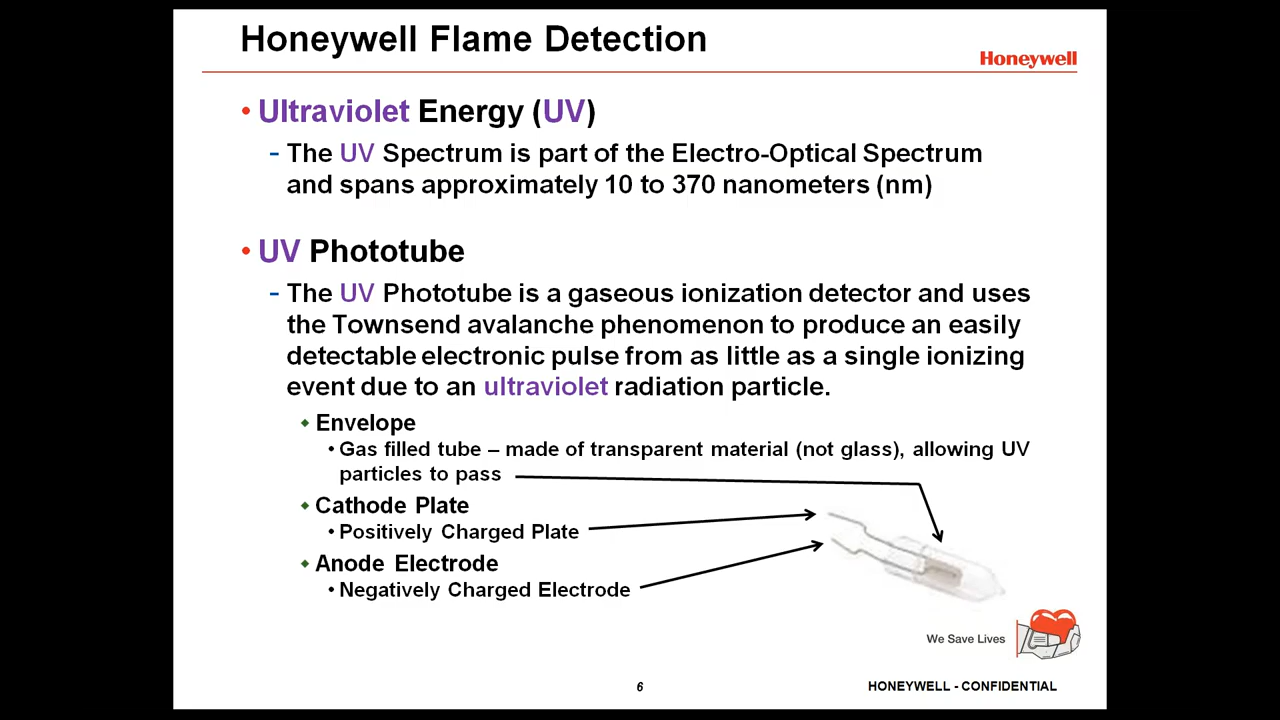 Honeywell Flame Detection
Honeywell
• Ultraviolet Energy (UV)
– The UV Spectrum is part of the Electro-Optical Spectrum
and spans approximately 10 to 370 nanometers (nm)
• UV Phototube
– The UV Phototube is a gaseous ionization detector and uses
the Townsend avalanche phenomenon to produce an easily
detectable electronic pulse from as little as a single ionizing
event due to an ultraviolet radiation particle.
◆ Envelope
• Gas filled tube – made of transparent material (not glass), allowing UV
particles to pass
◆ Cathode Plate
• Positively Charged Plate
◆ Anode Electrode
• Negatively Charged Electrode
We Save Lives
6
HONEYWELL - CONFIDENTIAL